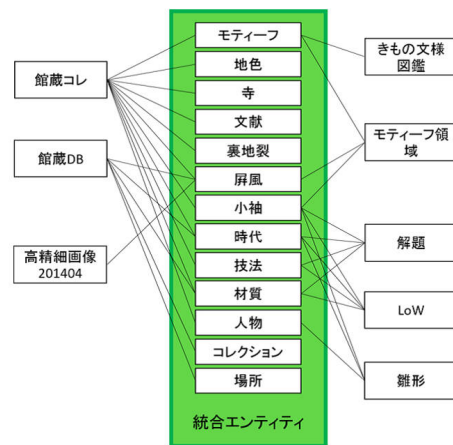 館蔵コレ
館蔵DB
高精細画像
201404
モティーフ
地色
寺
文献
裏地裂
屏風
小袖
時代
技法
材質
人物
コレクション
場所
統合エンティティ
きもの文様
図鑑
モティーフ領
域
解題
LoW
雛形